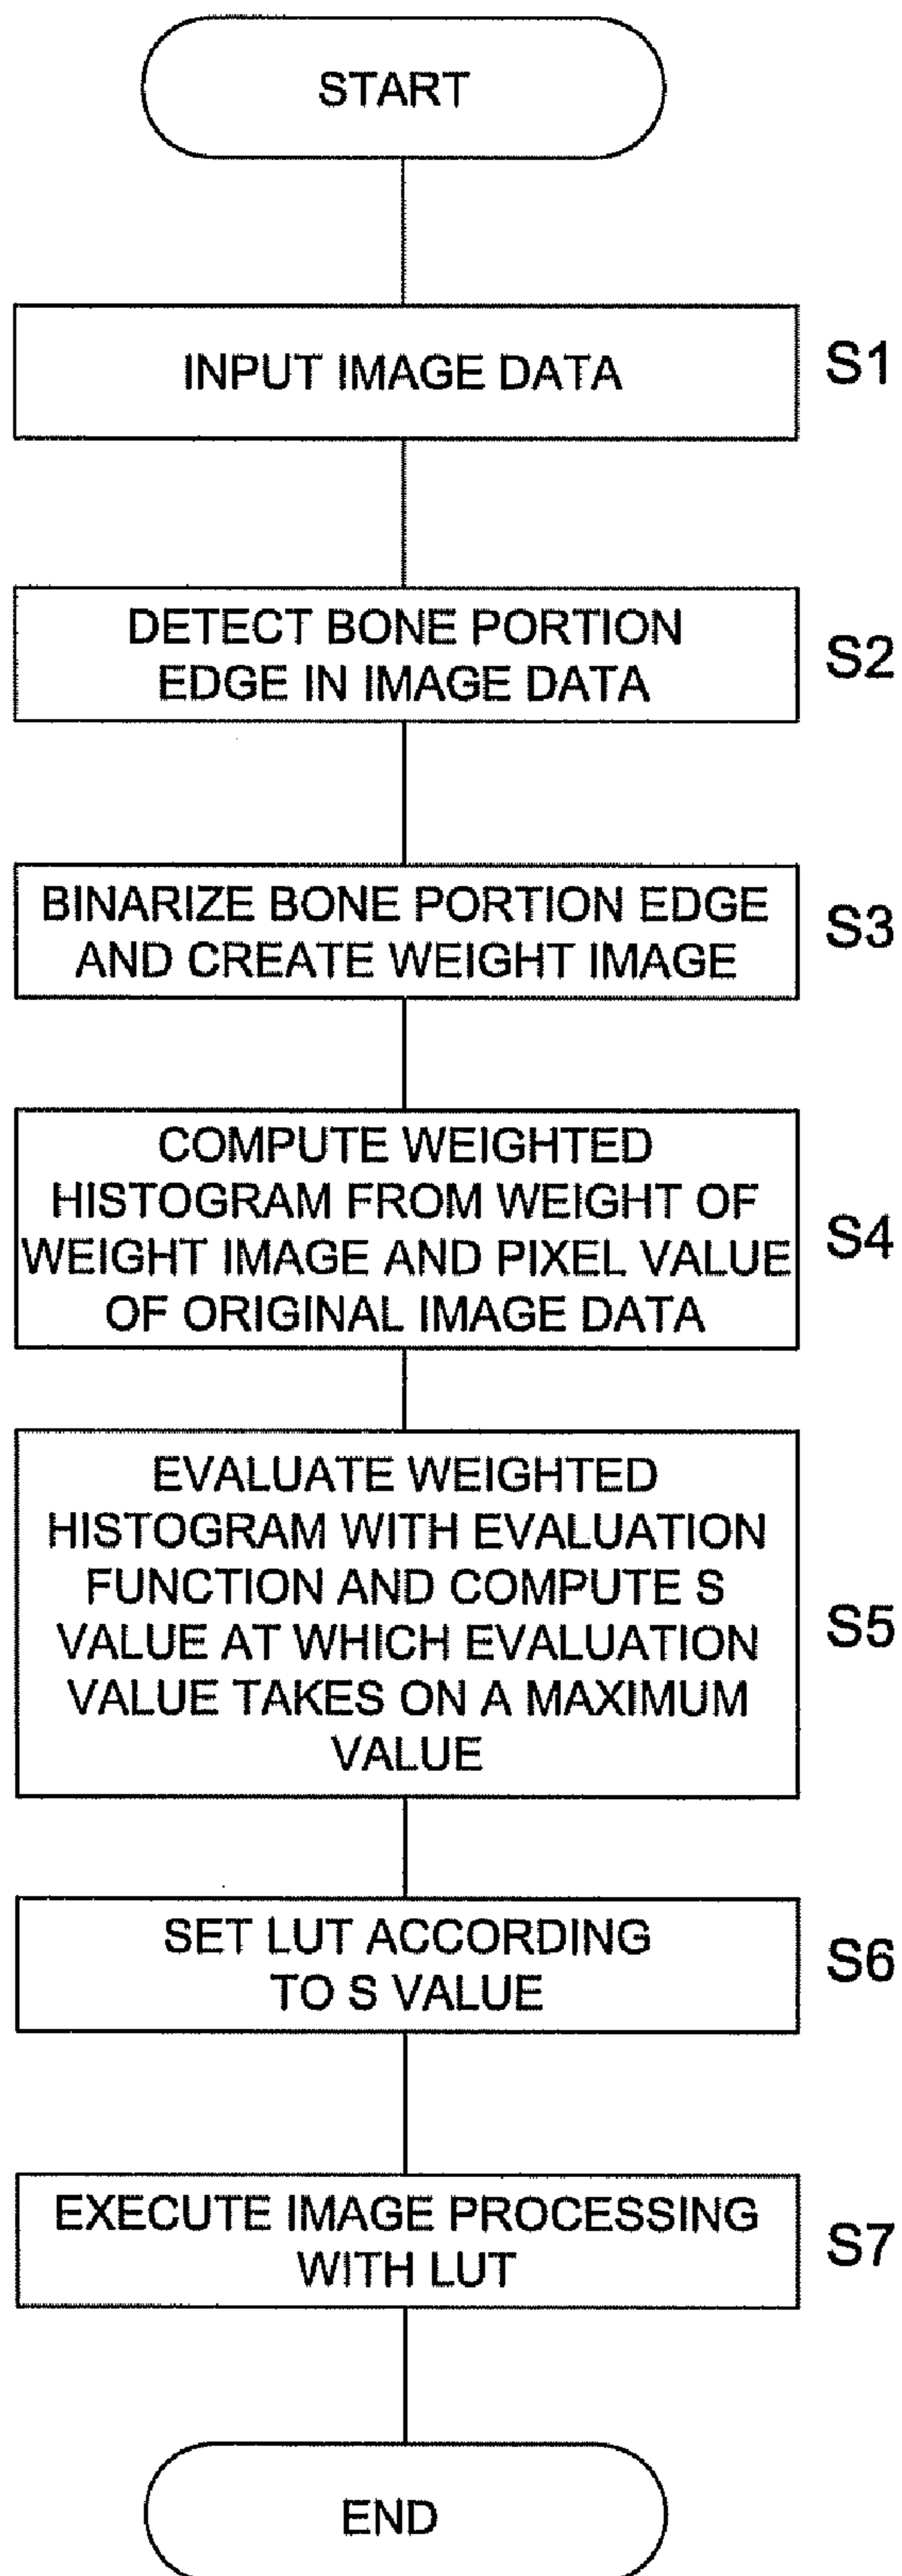 START
INPUT IMAGE DATA
S1
DETECT BONE PORTION
EDGE IN IMAGE DATA
S2
BINARIZE BONE PORTION EDGE
AND CREATE WEIGHT IMAGE
S3
COMPUTE WEIGHTED
HISTOGRAM FROM WEIGHT OF
WEIGHT IMAGE AND PIXEL VALUE
OF ORIGINAL IMAGE DATA
S4
EVALUATE WEIGHTED
HISTOGRAM WITH EVALUATION
FUNCTION AND COMPUTE S
VALUE AT WHICH EVALUATION
VALUE TAKES ON A MAXIMUM
VALUE
S5
SET LUT ACCORDING
TO S VALUE
S6
EXECUTE IMAGE PROCESSING
WITH LUT
S7
END